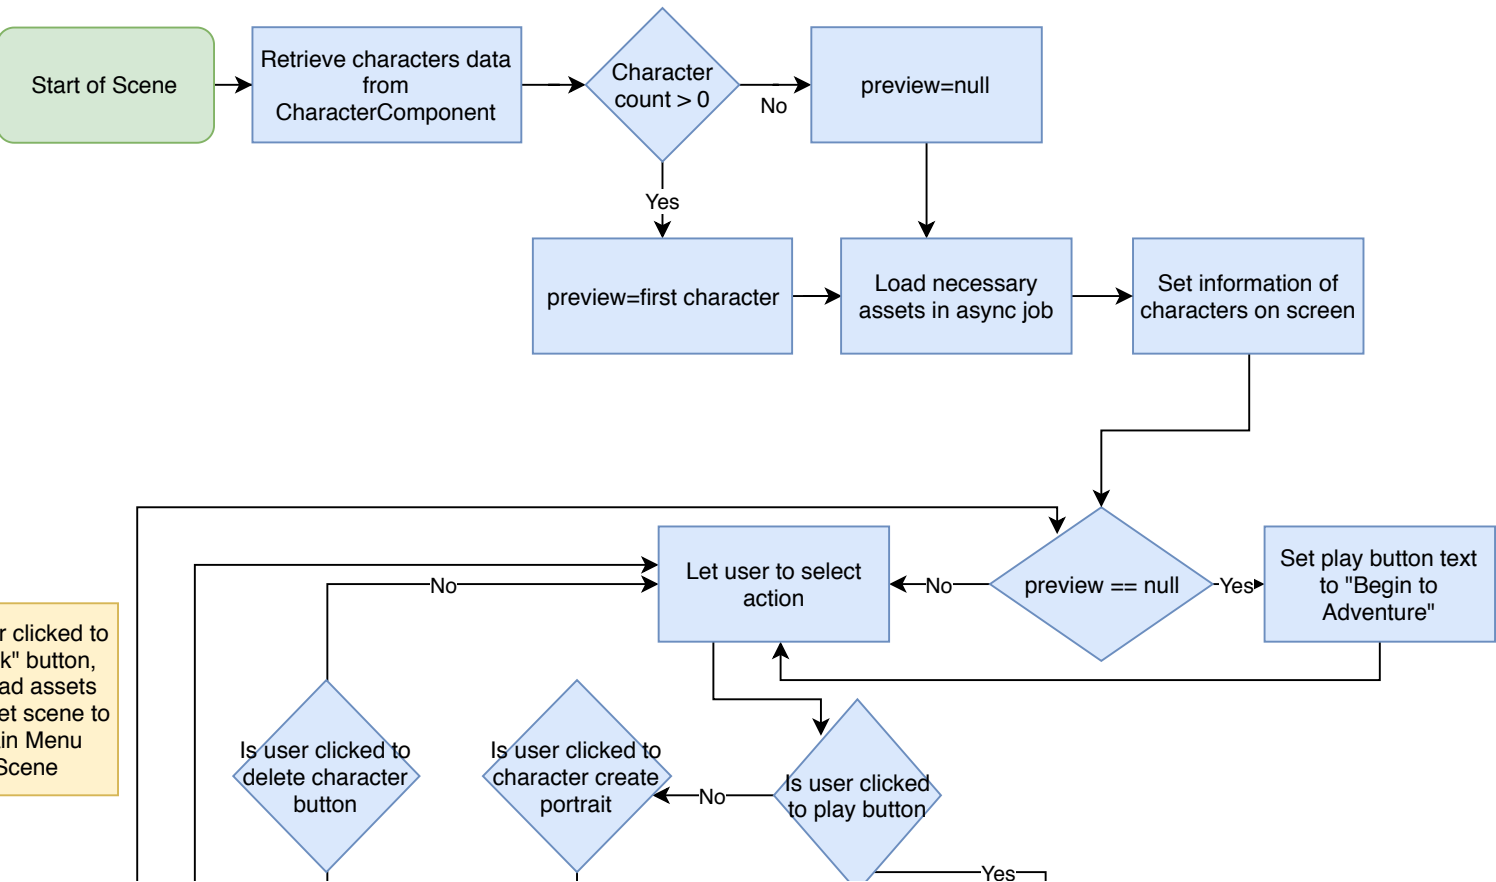 Start of Scene
Retrieve characters data
from
CharacterComponent
Character
count > 0
No
preview=null
Yes
preview=first character
Load necessary
assets in async job
Set information of
characters on screen
Let user to select
action
No
preview == null
Yes
Set play button text
to "Begin to
Adventure"
No
clicked to
button,
assets
scene to
Menu
Scene
Is user clicked to
delete character
button
Is user clicked to
character create
portrait
No
Is user clicked
to play button
Yes